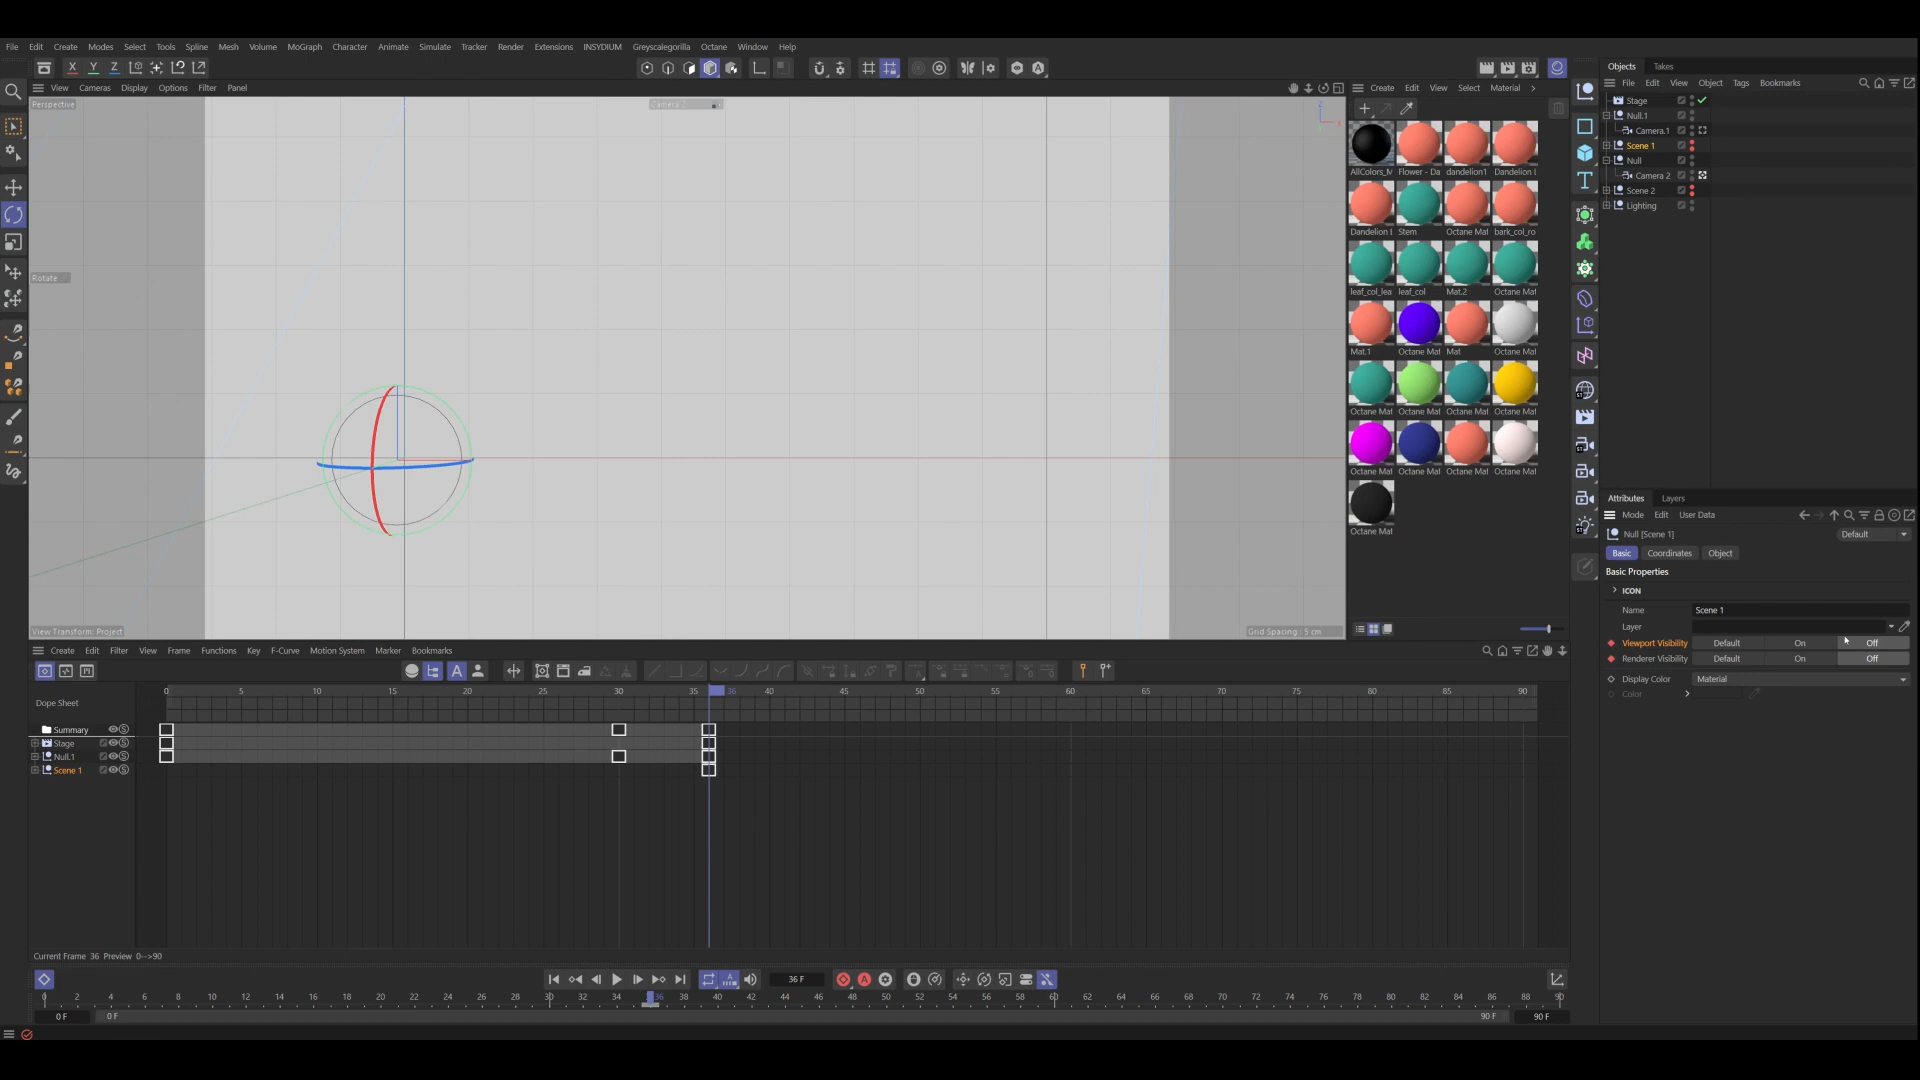 File Edit Create Modes Select Tools Spline Mesh Volume MoGraph Character Animate Simulate Tracker Render Extensions INSYDIUM Greyscalegorilla Octane Window Help
X Y Z
View Cameras Display Options Filter Panel
Perspective
Camera 2
Rotate
View Transform: Project
Grid Spacing : 5 cm
Create Edit View Select Material
AllColors_M Flower - Da dandelion1 Dandelion L
Dandelion L Stem Octane Mat bark_col_ro
leaf_col_lea leaf_col Mat.2 Octane Mat
Mat.1 Octane Mat Mat Octane Mat
Octane Mat Octane Mat Octane Mat Octane Mat
Octane Mat Octane Mat Octane Mat Octane Mat
Octane Mat
Objects Takes
File Edit View Object Tags Bookmarks
Stage
Null.1
Camera.1
Scene 1
Null
Camera 2
Scene 2
Lighting
Attributes Layers
Mode Edit User Data
Null [Scene 1] Default
Basic Coordinates Object
Basic Properties
ICON
Name Scene 1
Layer
Viewport Visibility Default On Off
Renderer Visibility Default On Off
Display Color Material
Color
Create Edit Filter View Frame Functions Key F-Curve Motion System Marker Bookmarks
Dope Sheet
0 5 10 15 20 25 30 35 36 40 45 50 55 60 65 70 75 80 85 90
Summary
Stage
Null.1
Scene 1
Current Frame 36 Preview 0-->90
36 F
0 2 4 6 8 10 12 14 16 18 20 22 24 26 28 30 32 34 36 38 40 42 44 46 48 50 52 54 56 58 60 62 64 66 68 70 72 74 76 78 80 82 84 86 88 90
0 F 0 F 90 F 90 F